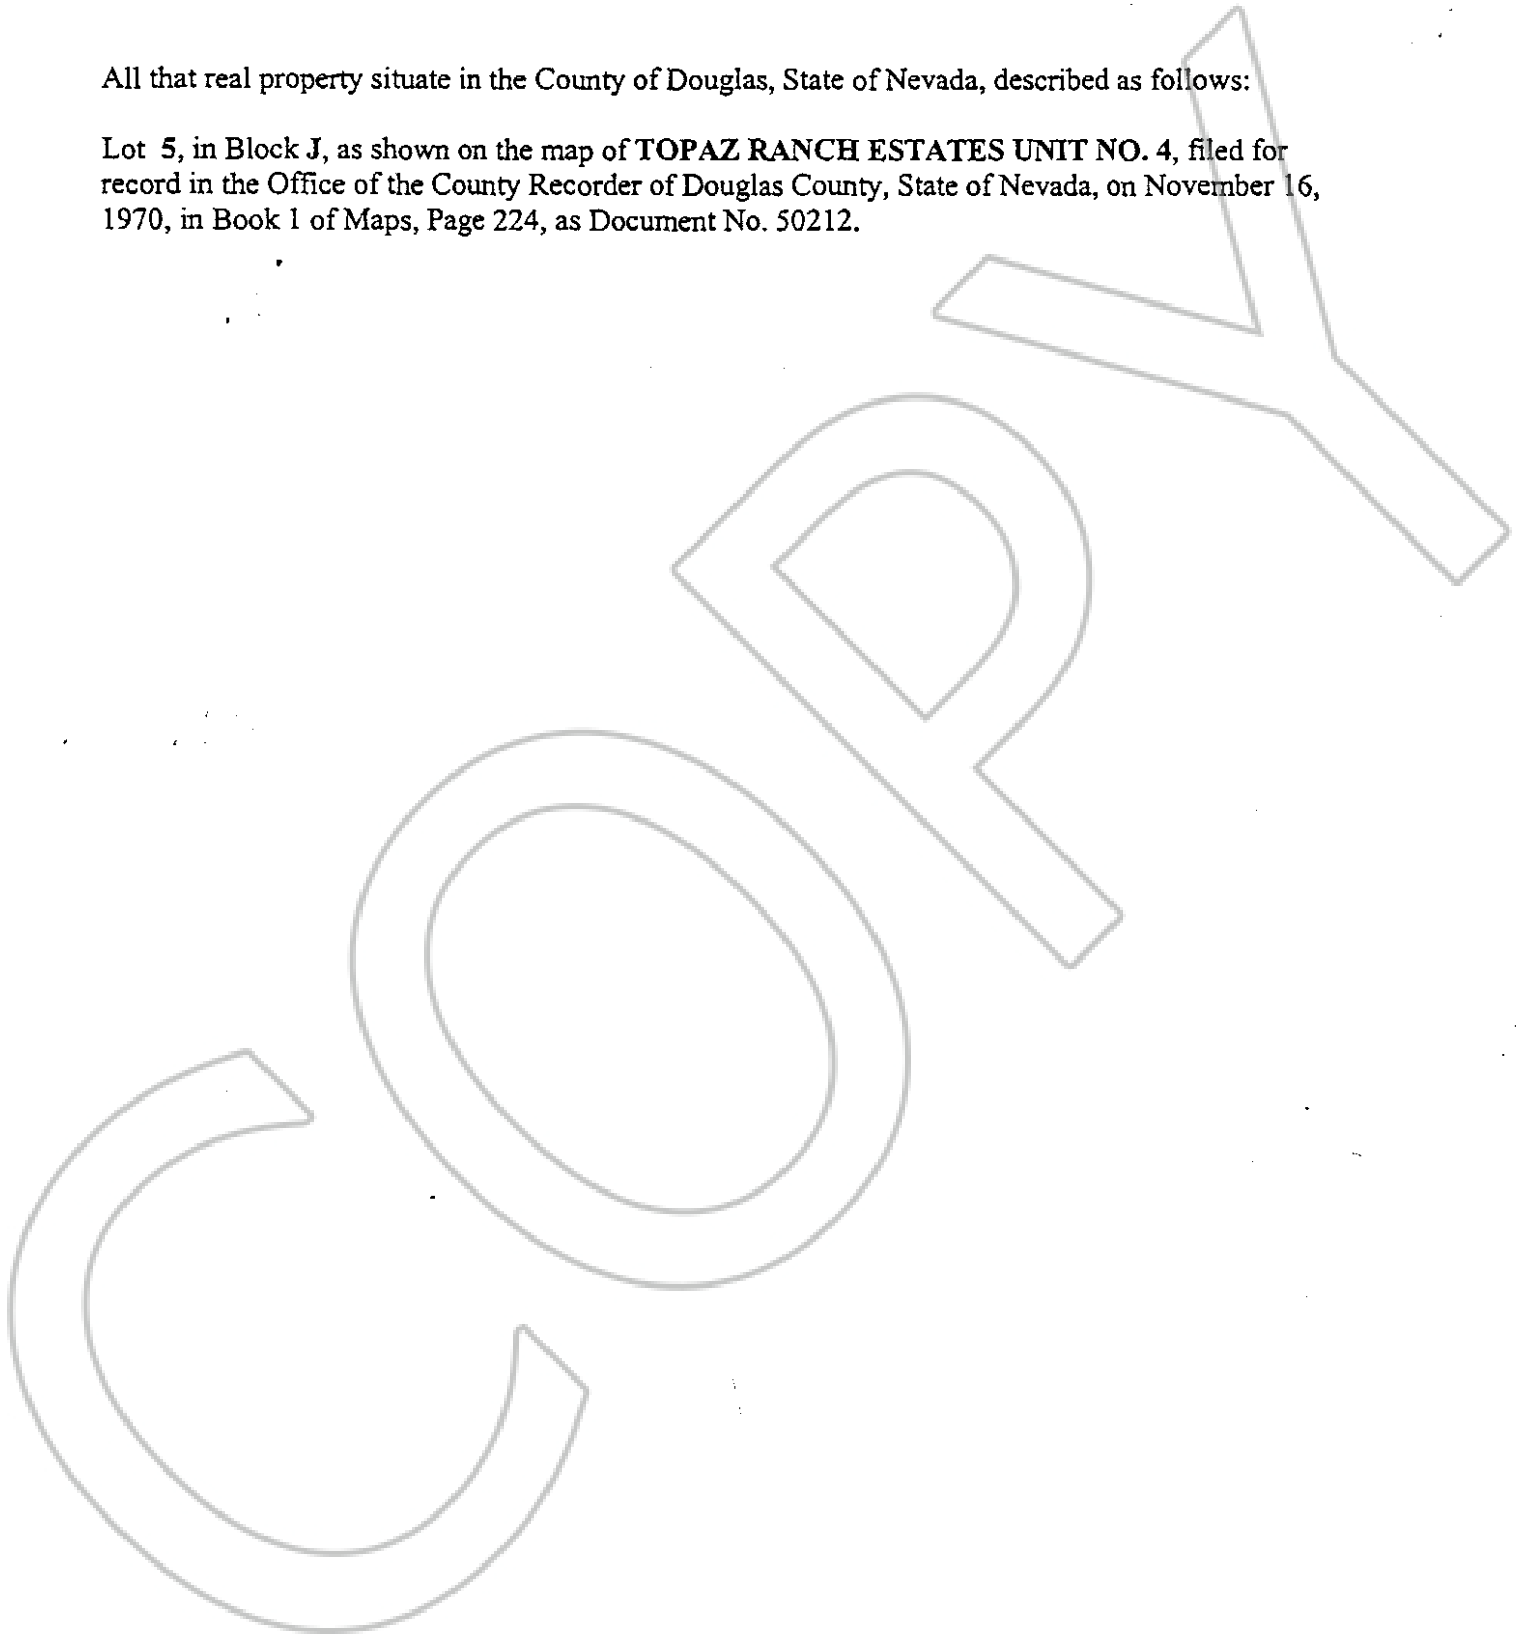 All that real property situate in the County of Douglas, State of Nevada, described as follows:
Lot 5, in Block J, as shown on the map of TOPAZ RANCH ESTATES UNIT NO. 4, filed for
record in the Office of the County Recorder of Douglas County, State of Nevada, on November 16,
1970, in Book 1 of Maps, Page 224, as Document No. 50212.
COPY